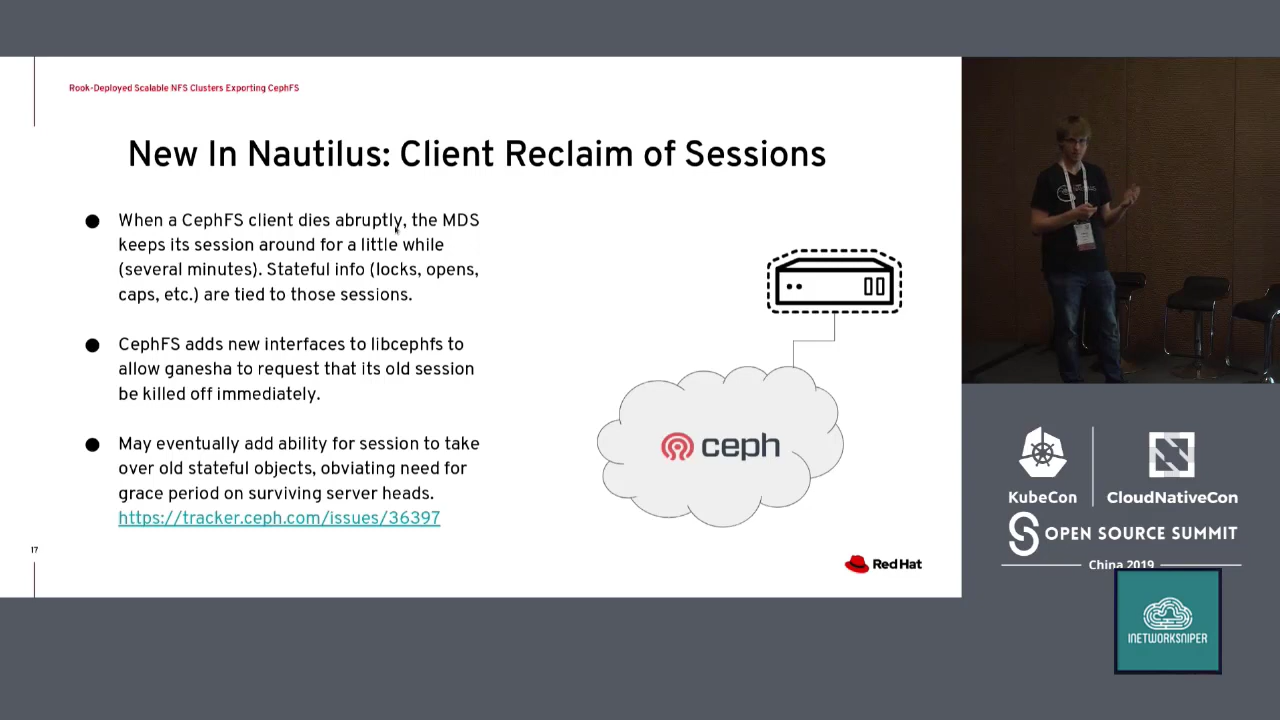 Rook-Deployed Scalable NFS Clusters Exporting CephFS
New In Nautilus: Client Reclaim of Sessions
When a CephFS client dies abruptly, the MDS
keeps its session around for a little while
(several minutes). Stateful info (locks, opens,
caps, etc.) are tied to those sessions.
CephFS adds new interfaces to libcephfs to
allow ganesha to request that its old session
be killed off immediately.
May eventually add ability for session to take
over old stateful objects, obviating need for
grace period on surviving server heads.
https://tracker.ceph.com/issues/36397
ceph
17
Red Hat
KubeCon
CloudNativeCon
OPEN SOURCE SUMMIT
China 2019
INETWORKSNIPER